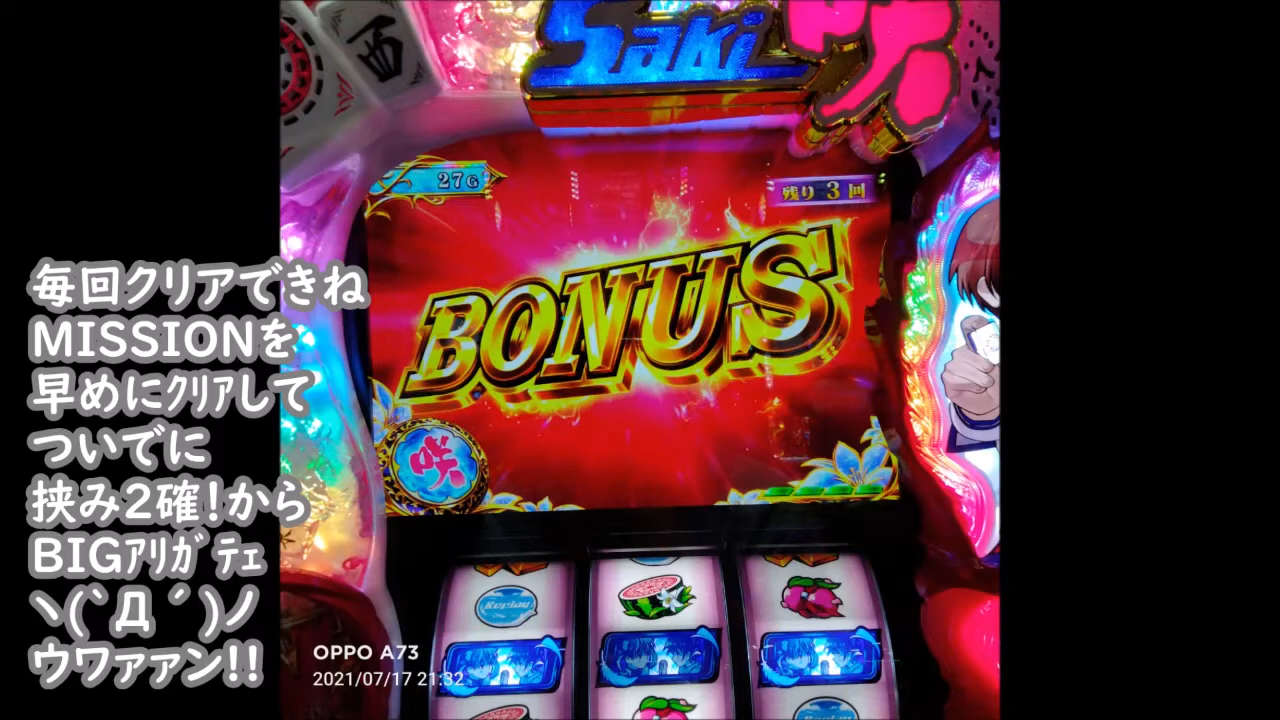 西
Saki
咲
27G
残り 3 回
BONUS
咲
毎回クリアできね
MISSIONを
早めにｸﾘｱして
ついでに
挟み2確!から
BIGｱﾘｶﾞﾃｪ
ヽ(`Д´)ﾉ
ウワァァン!!
Replay
OPPO A73
2021/07/17 21:32
Replay